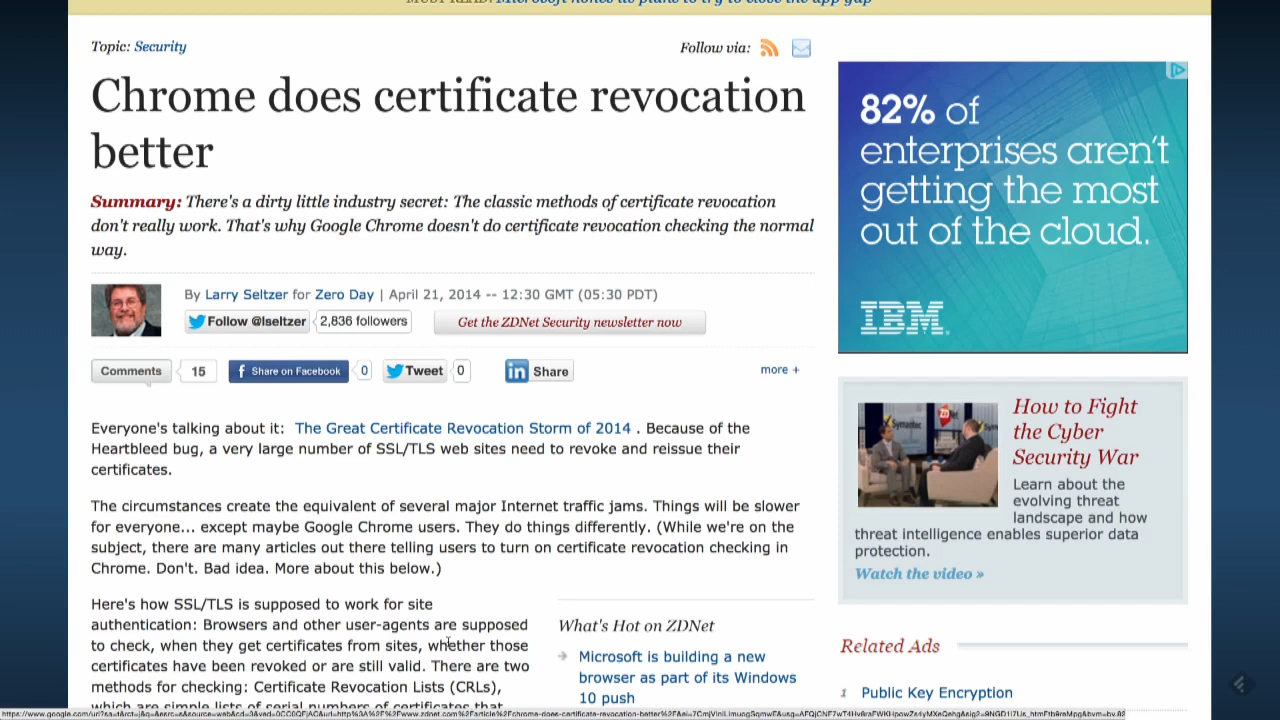 MUST READ: Microsoft hones its plans to try to close the app gap
Topic: Security
Follow via:
Chrome does certificate revocation
better
Summary: There's a dirty little industry secret: The classic methods of certificate revocation
don't really work. That's why Google Chrome doesn't do certificate revocation checking the normal
way.
By Larry Seltzer for Zero Day | April 21, 2014 -- 12:30 GMT (05:30 PDT)
Follow @lseltzer
2,836 followers
Get the ZDNet Security newsletter now
Comments
15
f Share on Facebook
0
Tweet
0
in Share
more +
Everyone's talking about it: The Great Certificate Revocation Storm of 2014 . Because of the
Heartbleed bug, a very large number of SSL/TLS web sites need to revoke and reissue their
certificates.
The circumstances create the equivalent of several major Internet traffic jams. Things will be slower
for everyone... except maybe Google Chrome users. They do things differently. (While we're on the
subject, there are many articles out there telling users to turn on certificate revocation checking in
Chrome. Don't. Bad idea. More about this below.)
Here's how SSL/TLS is supposed to work for site
authentication: Browsers and other user-agents are supposed
to check, when they get certificates from sites, whether those
certificates have been revoked or are still valid. There are two
methods for checking: Certificate Revocation Lists (CRLs),
which are simple lists of serial numbers of certificates that
What's Hot on ZDNet
Microsoft is building a new
browser as part of its Windows
10 push
82% of
enterprises aren't
getting the most
out of the cloud.
IBM
Symantec
How to Fight
the Cyber
Security War
Learn about the
evolving threat
landscape and how
threat intelligence enables superior data
protection.
Watch the video »
Related Ads
1 Public Key Encryption